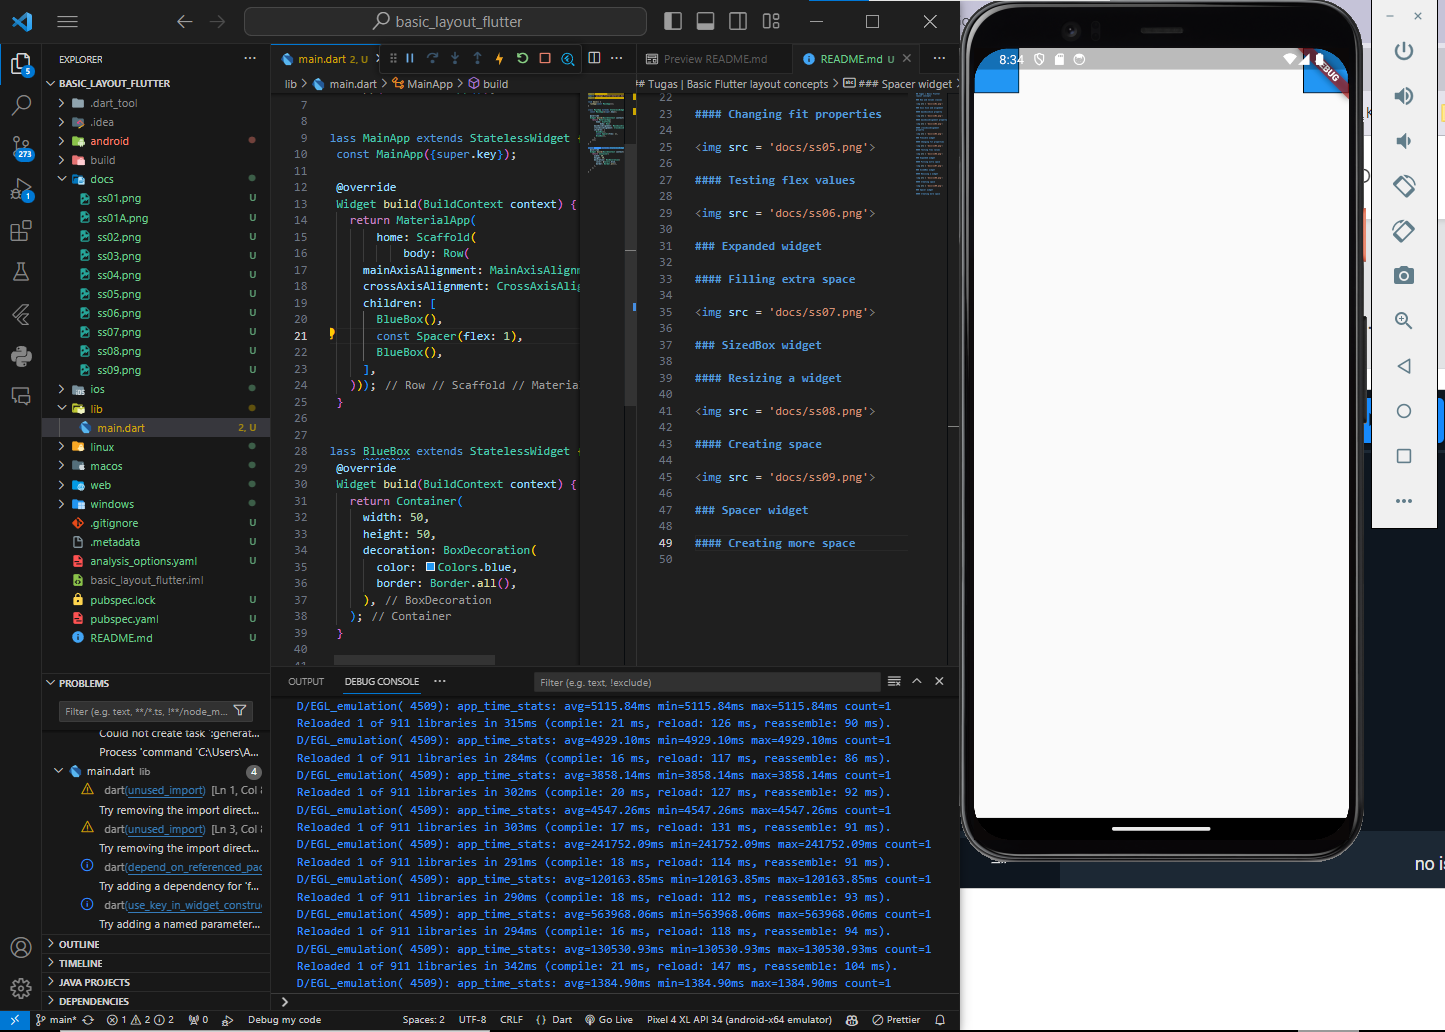 basic_layout_flutter
EXPLORER
BASIC_LAYOUT_FLUTTER
.dart_tool
.idea
android
build
docs
ss01.png U
ss01A.png U
ss02.png U
ss03.png U
ss04.png U
ss05.png U
ss06.png U
ss07.png U
ss08.png U
ss09.png U
ios
lib
main.dart 2, U
linux
macos
web
windows
.gitignore U
.metadata U
analysis_options.yaml U
basic_layout_flutter.iml
pubspec.lock U
pubspec.yaml U
README.md U
5
273
1
PROBLEMS
Filter (e.g. text, **/*.ts, !**/node_m...
Could not create task ':generat...
Process 'command 'C:\Users\A...
main.dart lib 4
dart(unused_import) [Ln 1, Col 8
Try removing the import direct...
dart(unused_import) [Ln 3, Col 8
Try removing the import direct...
dart(depend_on_referenced_pac
Try adding a dependency for 'f...
dart(use_key_in_widget_constru
Try adding a named parameter...
OUTLINE
TIMELINE
JAVA PROJECTS
DEPENDENCIES
main.dart 2, U
lib > main.dart > MainApp > build
7
8
9 lass MainApp extends StatelessWidget {
10 const MainApp({super.key});
11
12 @override
13 Widget build(BuildContext context) {
14 return MaterialApp(
15 home: Scaffold(
16 body: Row(
17 mainAxisAlignment: MainAxisAlignm
18 crossAxisAlignment: CrossAxisAlig
19 children: [
20 BlueBox(),
21 const Spacer(flex: 1),
22 BlueBox(),
23 ],
24 ))); // Row // Scaffold // Materia
25 }
26
27
28 lass BlueBox extends StatelessWidget {
29 @override
30 Widget build(BuildContext context) {
31 return Container(
32 width: 50,
33 height: 50,
34 decoration: BoxDecoration(
35 color: Colors.blue,
36 border: Border.all(),
37 ), // BoxDecoration
38 ); // Container
39 }
40
41
Preview README.md
README.md U
# Tugas | Basic Flutter layout concepts > ### Spacer widget >
22
23 #### Changing fit properties
24
25 <img src = 'docs/ss05.png'>
26
27 #### Testing flex values
28
29 <img src = 'docs/ss06.png'>
30
31 ### Expanded widget
32
33 #### Filling extra space
34
35 <img src = 'docs/ss07.png'>
36
37 ### SizedBox widget
38
39 #### Resizing a widget
40
41 <img src = 'docs/ss08.png'>
42
43 #### Creating space
44
45 <img src = 'docs/ss09.png'>
46
47 ### Spacer widget
48
49 #### Creating more space
50
OUTPUT DEBUG CONSOLE
Filter (e.g. text, !exclude)
D/EGL_emulation( 4509): app_time_stats: avg=5115.84ms min=5115.84ms max=5115.84ms count=1
Reloaded 1 of 911 libraries in 315ms (compile: 21 ms, reload: 126 ms, reassemble: 90 ms).
D/EGL_emulation( 4509): app_time_stats: avg=4929.10ms min=4929.10ms max=4929.10ms count=1
Reloaded 1 of 911 libraries in 284ms (compile: 16 ms, reload: 117 ms, reassemble: 86 ms).
D/EGL_emulation( 4509): app_time_stats: avg=3858.14ms min=3858.14ms max=3858.14ms count=1
Reloaded 1 of 911 libraries in 302ms (compile: 20 ms, reload: 127 ms, reassemble: 92 ms).
D/EGL_emulation( 4509): app_time_stats: avg=4547.26ms min=4547.26ms max=4547.26ms count=1
Reloaded 1 of 911 libraries in 303ms (compile: 17 ms, reload: 131 ms, reassemble: 91 ms).
D/EGL_emulation( 4509): app_time_stats: avg=241752.09ms min=241752.09ms max=241752.09ms count=1
Reloaded 1 of 911 libraries in 291ms (compile: 18 ms, reload: 114 ms, reassemble: 91 ms).
D/EGL_emulation( 4509): app_time_stats: avg=120163.85ms min=120163.85ms max=120163.85ms count=1
Reloaded 1 of 911 libraries in 290ms (compile: 18 ms, reload: 112 ms, reassemble: 93 ms).
D/EGL_emulation( 4509): app_time_stats: avg=563968.06ms min=563968.06ms max=563968.06ms count=1
Reloaded 1 of 911 libraries in 294ms (compile: 16 ms, reload: 118 ms, reassemble: 94 ms).
D/EGL_emulation( 4509): app_time_stats: avg=130530.93ms min=130530.93ms max=130530.93ms count=1
Reloaded 1 of 911 libraries in 342ms (compile: 21 ms, reload: 147 ms, reassemble: 104 ms).
D/EGL_emulation( 4509): app_time_stats: avg=1384.90ms min=1384.90ms max=1384.90ms count=1
main* 1 2 2 0 Debug my code Spaces: 2 UTF-8 CRLF {} Dart Go Live Pixel 4 XL API 34 (android-x64 emulator) Prettier
8:34
DEBUG
no is